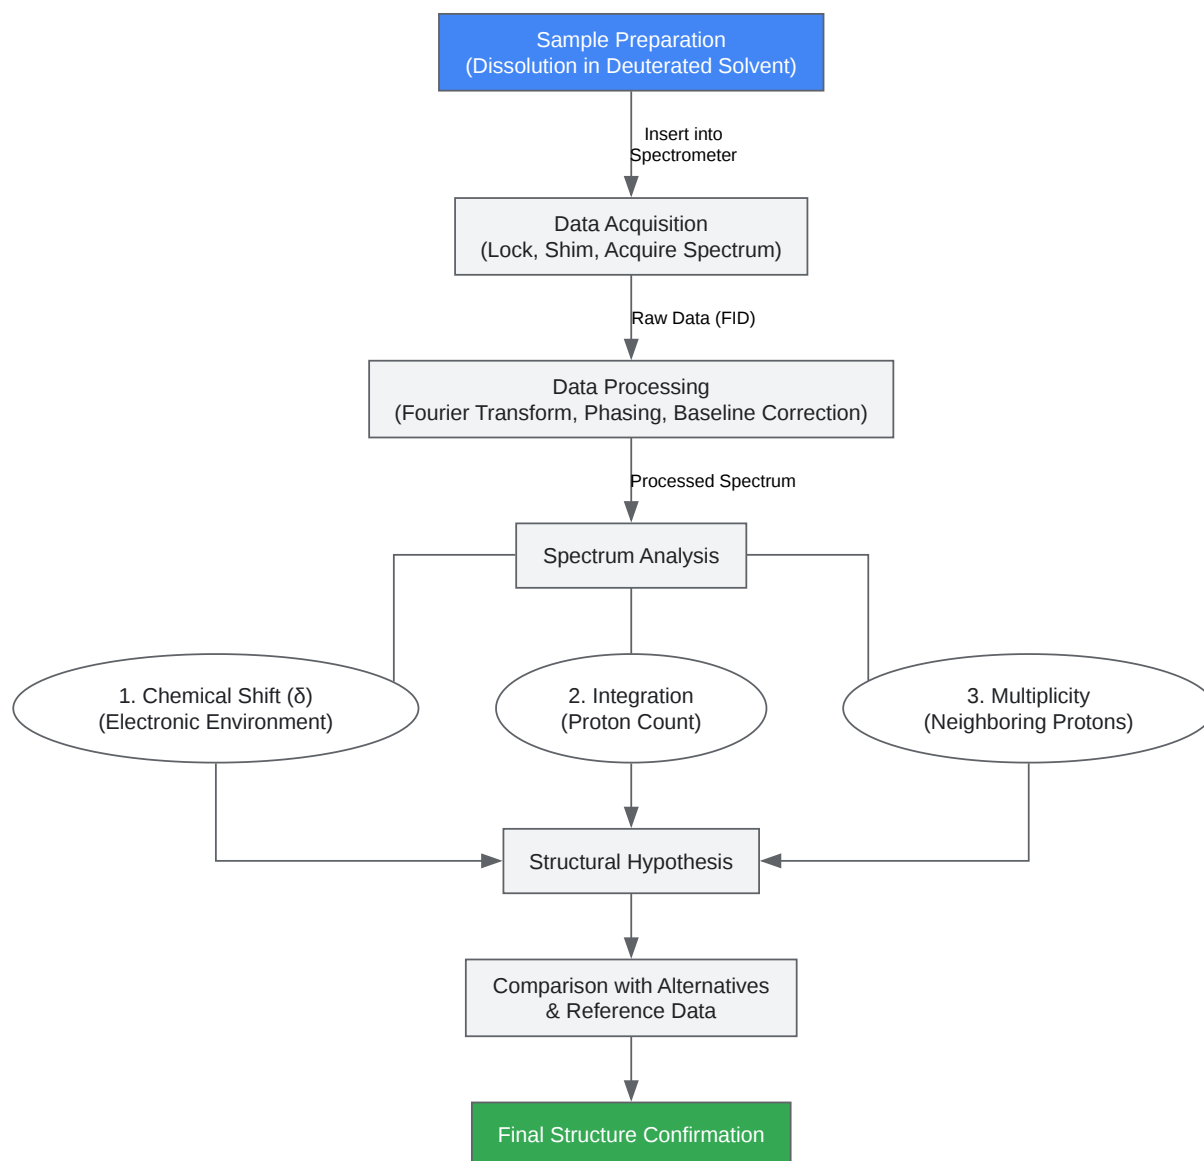 Sample Preparation
(Dissolution in Deuterated Solvent)
Insert into
Spectrometer
Data Acquisition
(Lock, Shim, Acquire Spectrum)
Raw Data (FID)
Data Processing
(Fourier Transform, Phasing, Baseline Correction)
Processed Spectrum
Spectrum Analysis
1. Chemical Shift (δ)
(Electronic Environment)
2. Integration
(Proton Count)
3. Multiplicity
(Neighboring Protons)
Structural Hypothesis
Comparison with Alternatives
& Reference Data
Final Structure Confirmation